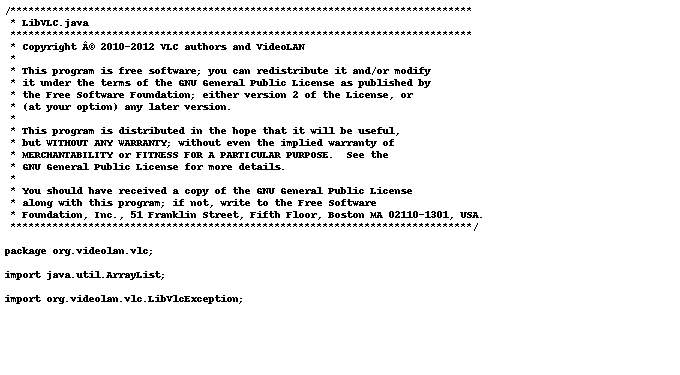 /*****************************************************************************
 * LibVLC.java
 *****************************************************************************
 * Copyright Â© 2010-2012 VLC authors and VideoLAN
 *
 * This program is free software; you can redistribute it and/or modify
 * it under the terms of the GNU General Public License as published by
 * the Free Software Foundation; either version 2 of the License, or
 * (at your option) any later version.
 *
 * This program is distributed in the hope that it will be useful,
 * but WITHOUT ANY WARRANTY; without even the implied warranty of
 * MERCHANTABILITY or FITNESS FOR A PARTICULAR PURPOSE.  See the
 * GNU General Public License for more details.
 *
 * You should have received a copy of the GNU General Public License
 * along with this program; if not, write to the Free Software
 * Foundation, Inc., 51 Franklin Street, Fifth Floor, Boston MA 02110-1301, USA.
 *****************************************************************************/

package org.videolan.vlc;

import java.util.ArrayList;

import org.videolan.vlc.LibVlcException;